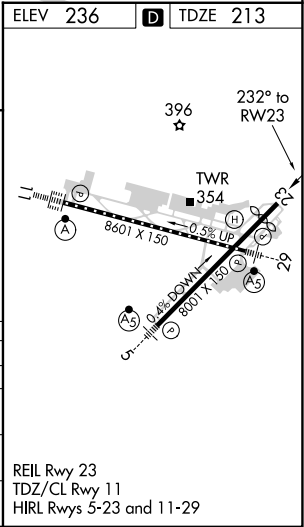 ELEV 236
D
TDZE 213
232° to
RW23
396
TWR
354
11
P
H
23
A
8601 X 150
0.5% UP
P
P
29
A5
A5
0.4% DOWN
8001 X 150
P
5
REIL Rwy 23
TDZ/CL Rwy 11
HIRL Rwys 5-23 and 11-29